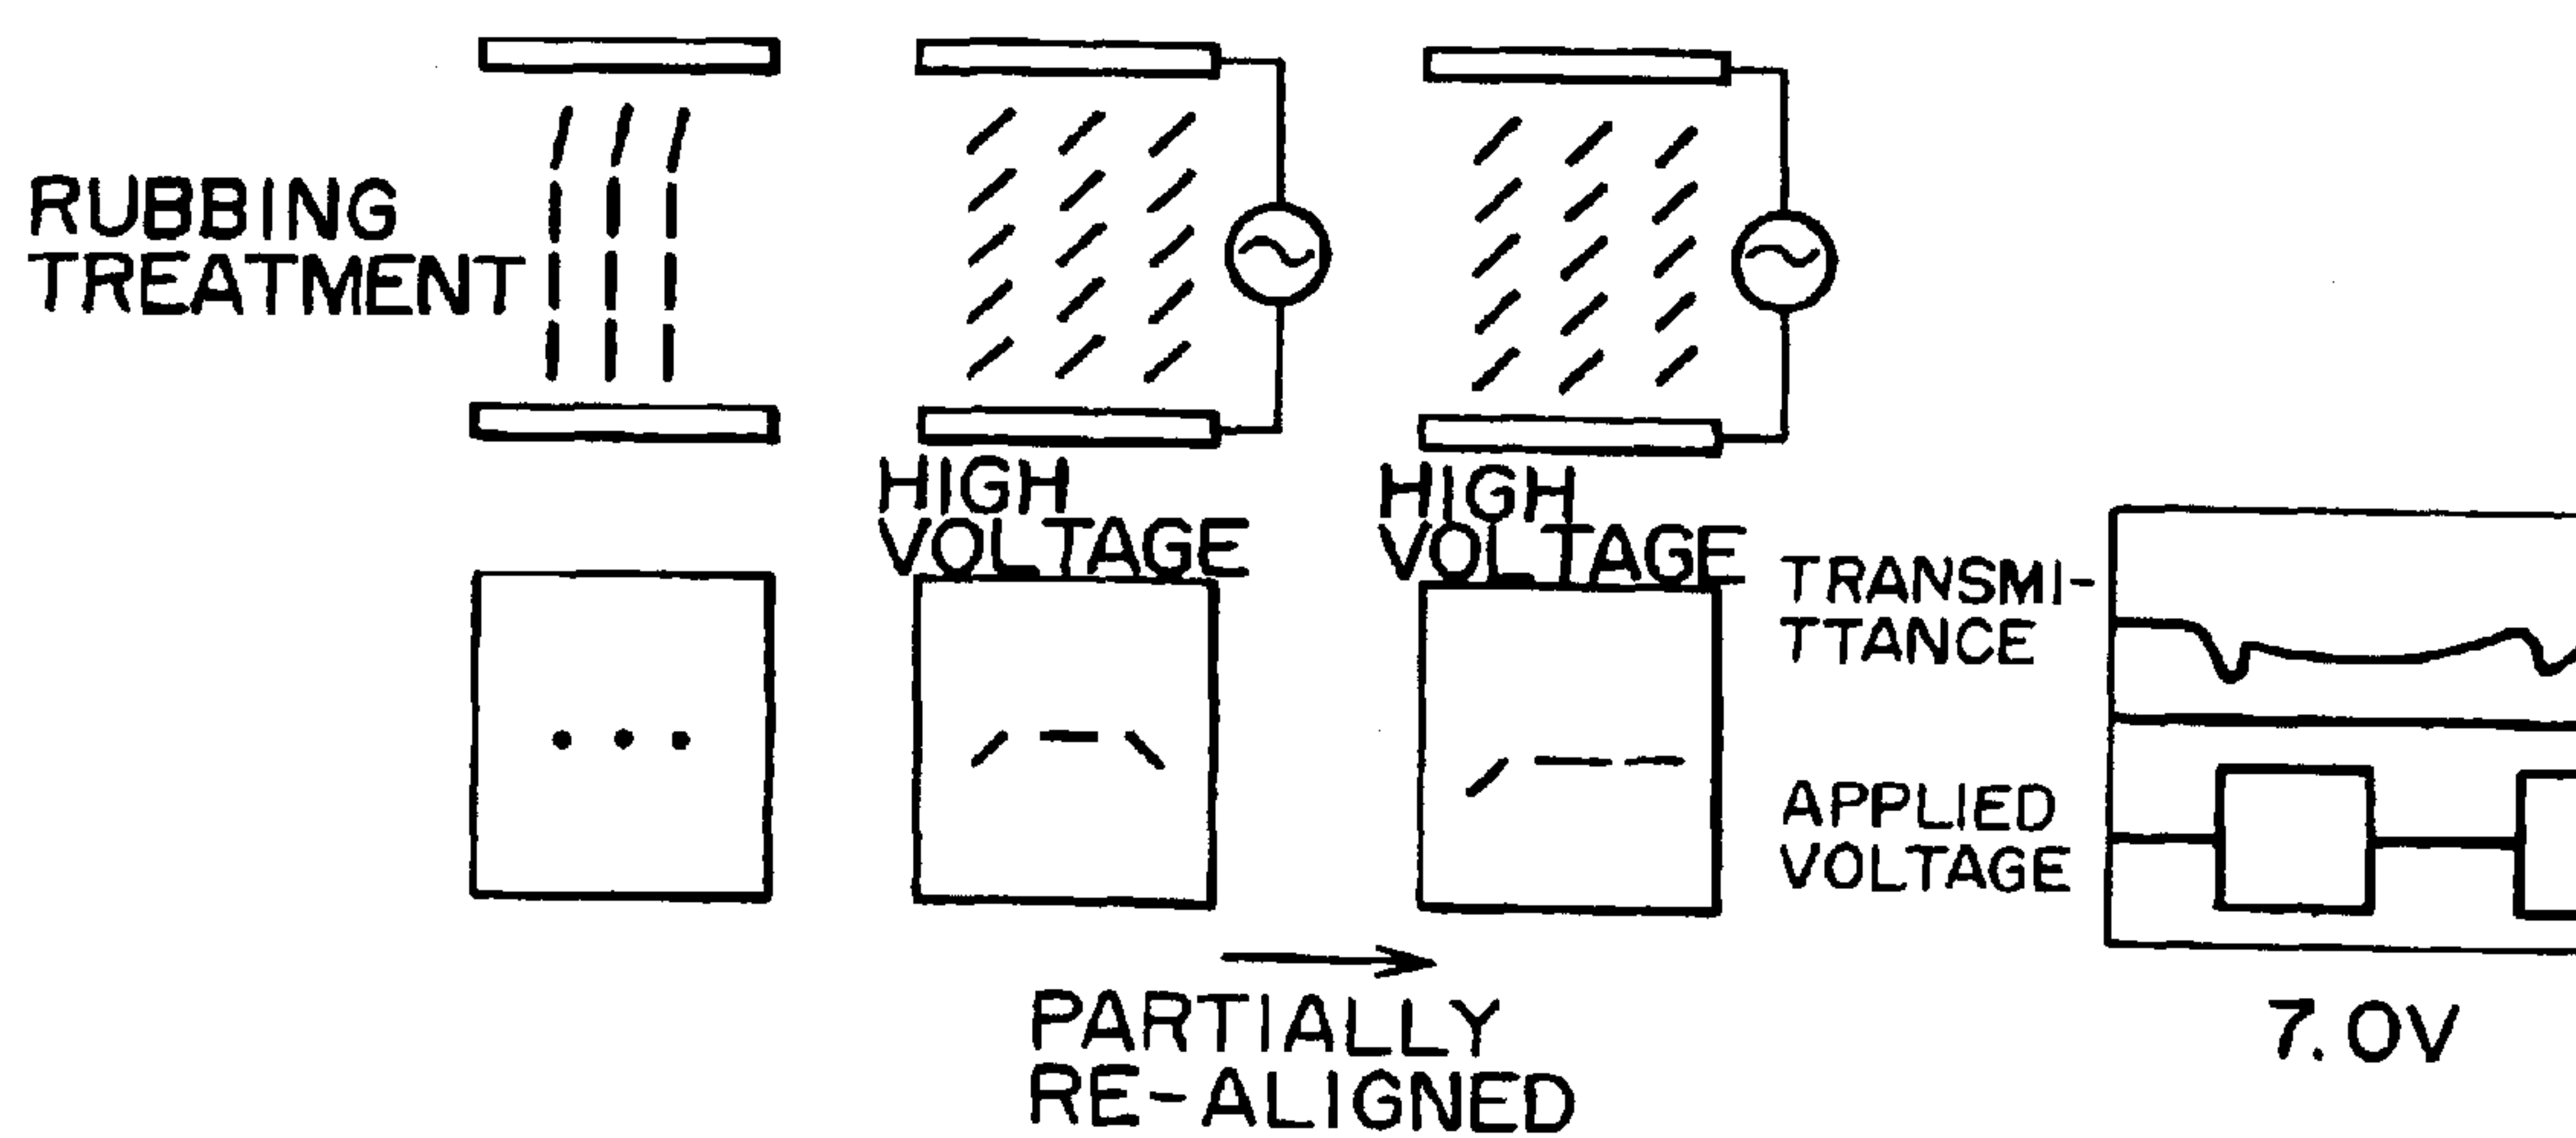 RUBBING
TREATMENT
HIGH
VOLTAGE
HIGH
VOLTAGE
TRANSMI-
TTANCE
APPLIED
VOLTAGE
PARTIALLY
RE-ALIGNED
7.0V